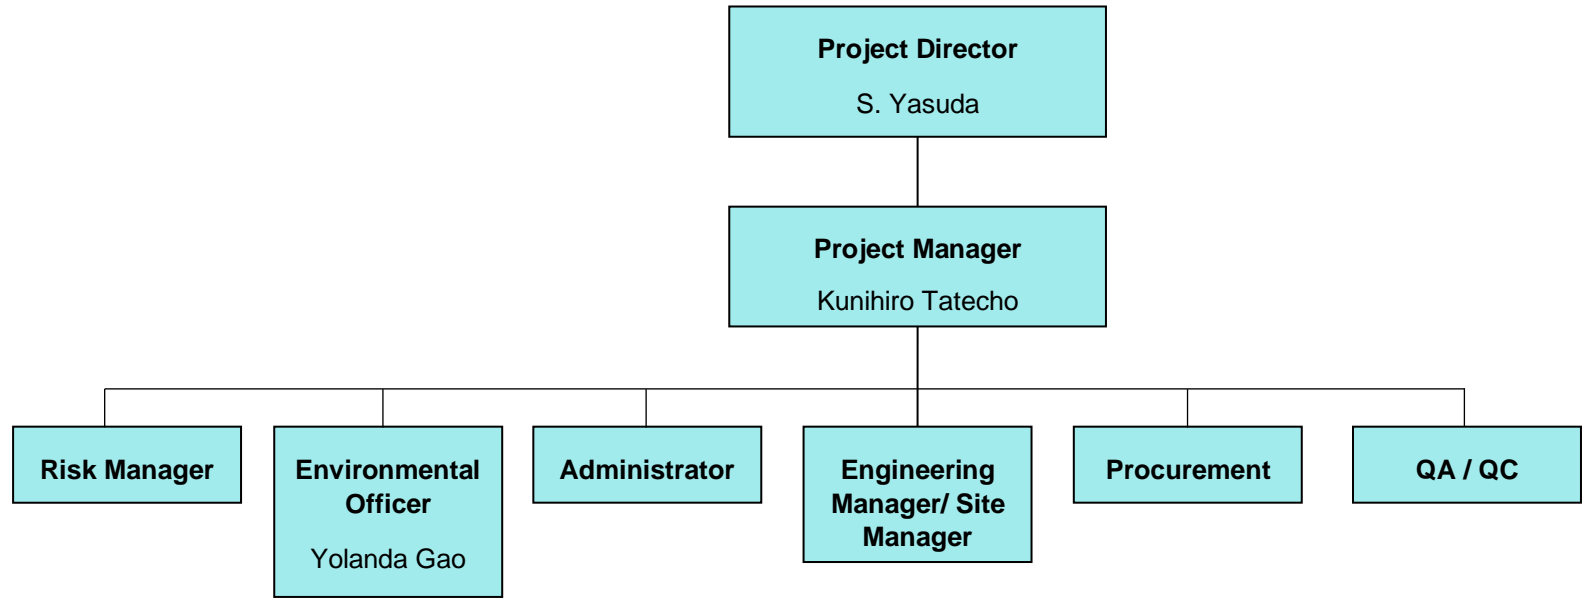 Project Director
S. Yasuda
Project Manager
Kunihiro Tatecho
Risk Manager
Environmental
Officer
Yolanda Gao
Administrator
Engineering
Manager/ Site
Manager
Procurement
QA / QC